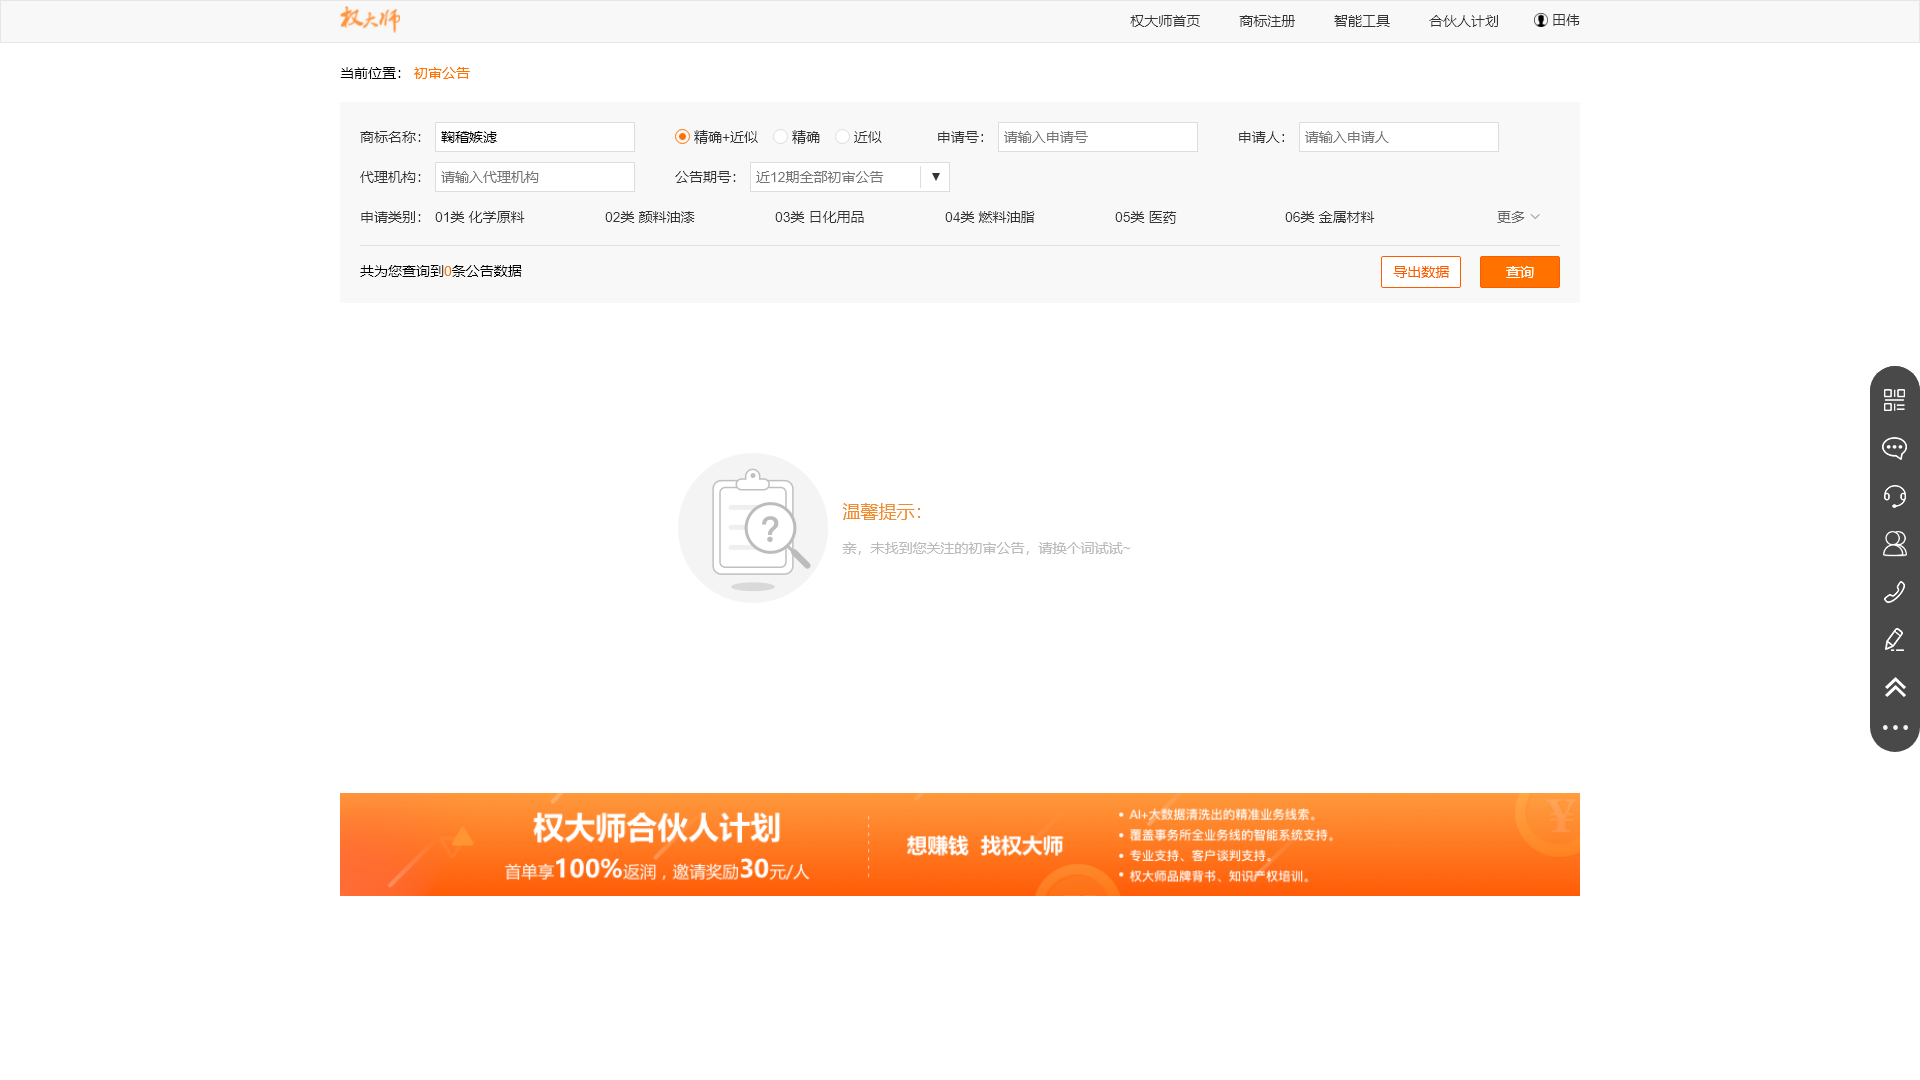 权大师
权大师首页 商标注册 智能工具 合伙人计划 田伟
当前位置： 初审公告
商标名称： 鞠稽嫉滤 精确+近似 精确 近似 申请号： 请输入申请号 申请人： 请输入申请人
代理机构： 请输入代理机构 公告期号： 近12期全部初审公告 ▼
申请类别： 01类 化学原料 02类 颜料油漆 03类 日化用品 04类 燃料油脂 05类 医药 06类 金属材料 更多
共为您查询到0条公告数据 导出数据 查询
温馨提示：
亲，未找到您关注的初审公告，请换个词试试~
权大师合伙人计划
首单享100%返润，邀请奖励30元/人
想赚钱 找权大师
• AI+大数据清洗出的精准业务线索。
• 覆盖事务所全业务线的智能系统支持。
• 专业支持、客户谈判支持。
• 权大师品牌背书、知识产权培训。